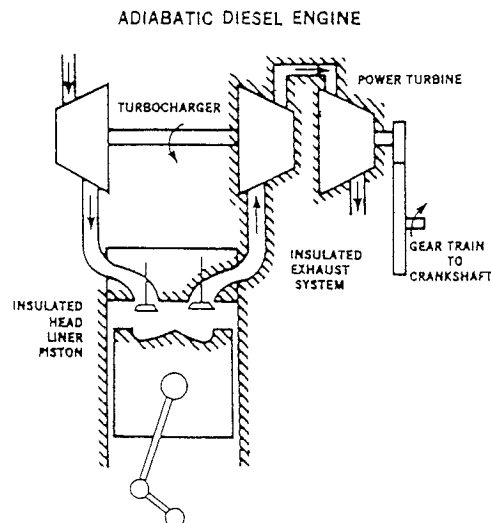 ADIABATIC DIESEL ENGINE
POWER TURBINE
TURBOCHARGER
INSULATED
EXHAUST
SYSTEM
GEAR TRAIN
TO
CRANKSHAFT
INSULATED
HEAD
LINER
PISTON